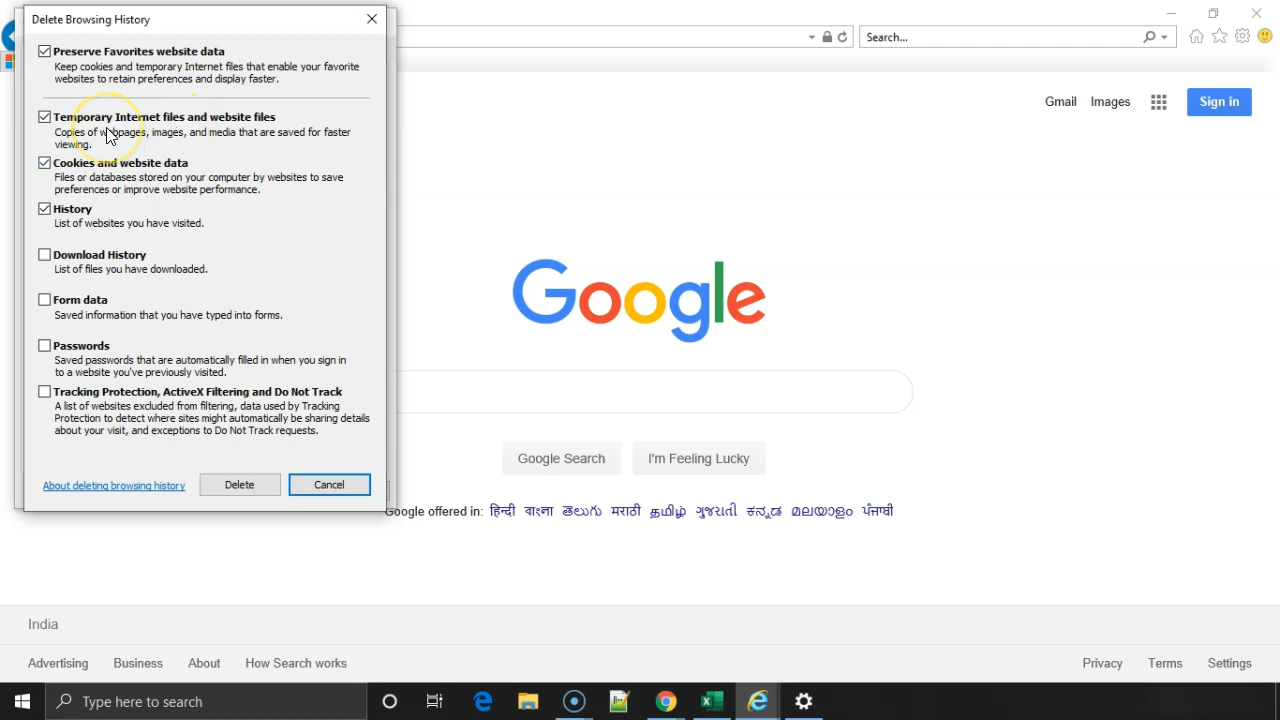 Delete Browsing History
Search...
Preserve Favorites website data
Keep cookies and temporary Internet files that enable your favorite
websites to retain preferences and display faster.
Temporary Internet files and website files
Copies of webpages, images, and media that are saved for faster
viewing.
Cookies and website data
Files or databases stored on your computer by websites to save
preferences or improve website performance.
History
List of websites you have visited.
Download History
List of files you have downloaded.
Form data
Saved information that you have typed into forms.
Passwords
Saved passwords that are automatically filled in when you sign in
to a website you've previously visited.
Tracking Protection, ActiveX Filtering and Do Not Track
A list of websites excluded from filtering, data used by Tracking
Protection to detect where sites might automatically be sharing details
about your visit, and exceptions to Do Not Track requests.
About deleting browsing history Delete Cancel
Gmail Images Sign in
Google
Google Search I'm Feeling Lucky
Google offered in: हिन्दी বাংলা తెలుగు मराठी தமிழ் ગુજરાતી ಕನ್ನಡ മലയാളം ਪੰਜਾਬੀ
India
Advertising Business About How Search works Privacy Terms Settings
Type here to search